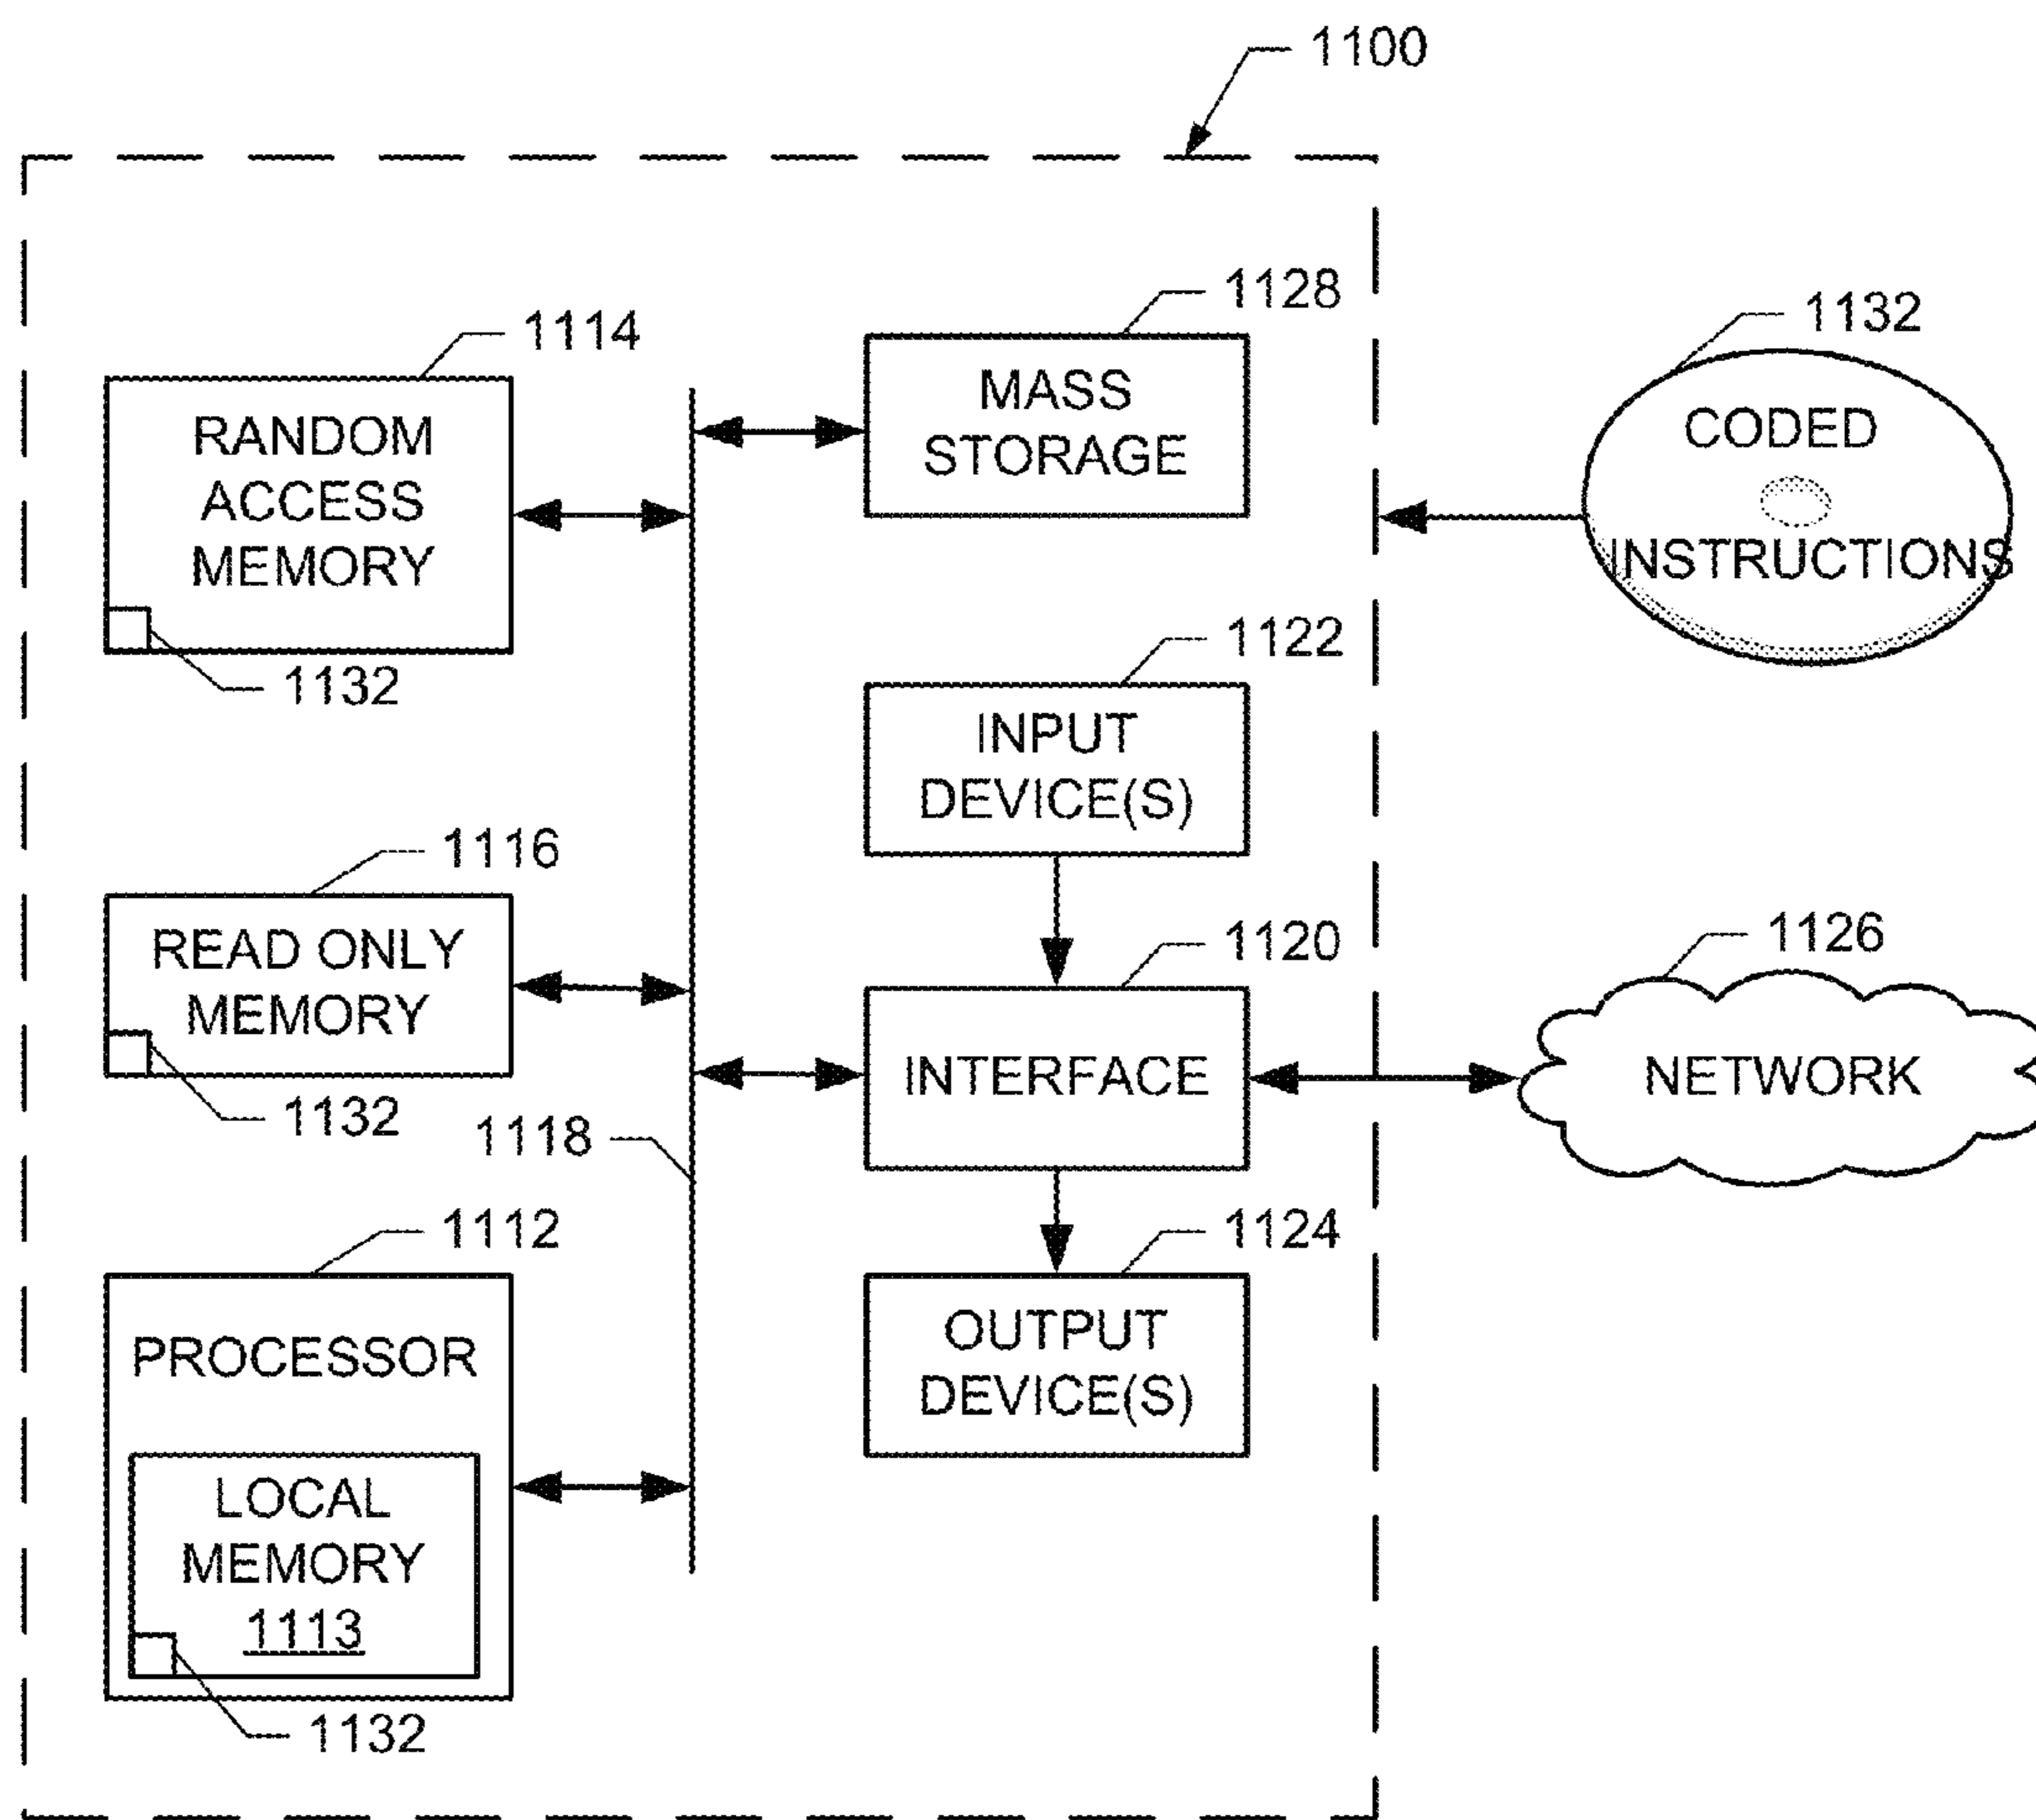 1100
1128
MASS
STORAGE
1114
RANDOM
ACCESS
MEMORY
1132
1132
CODED
INSTRUCTIONS
1122
INPUT
DEVICE(S)
1116
READ ONLY
MEMORY
1132
1120
INTERFACE
1126
NETWORK
1118
1112
PROCESSOR
LOCAL
MEMORY
1113
1132
1124
OUTPUT
DEVICE(S)